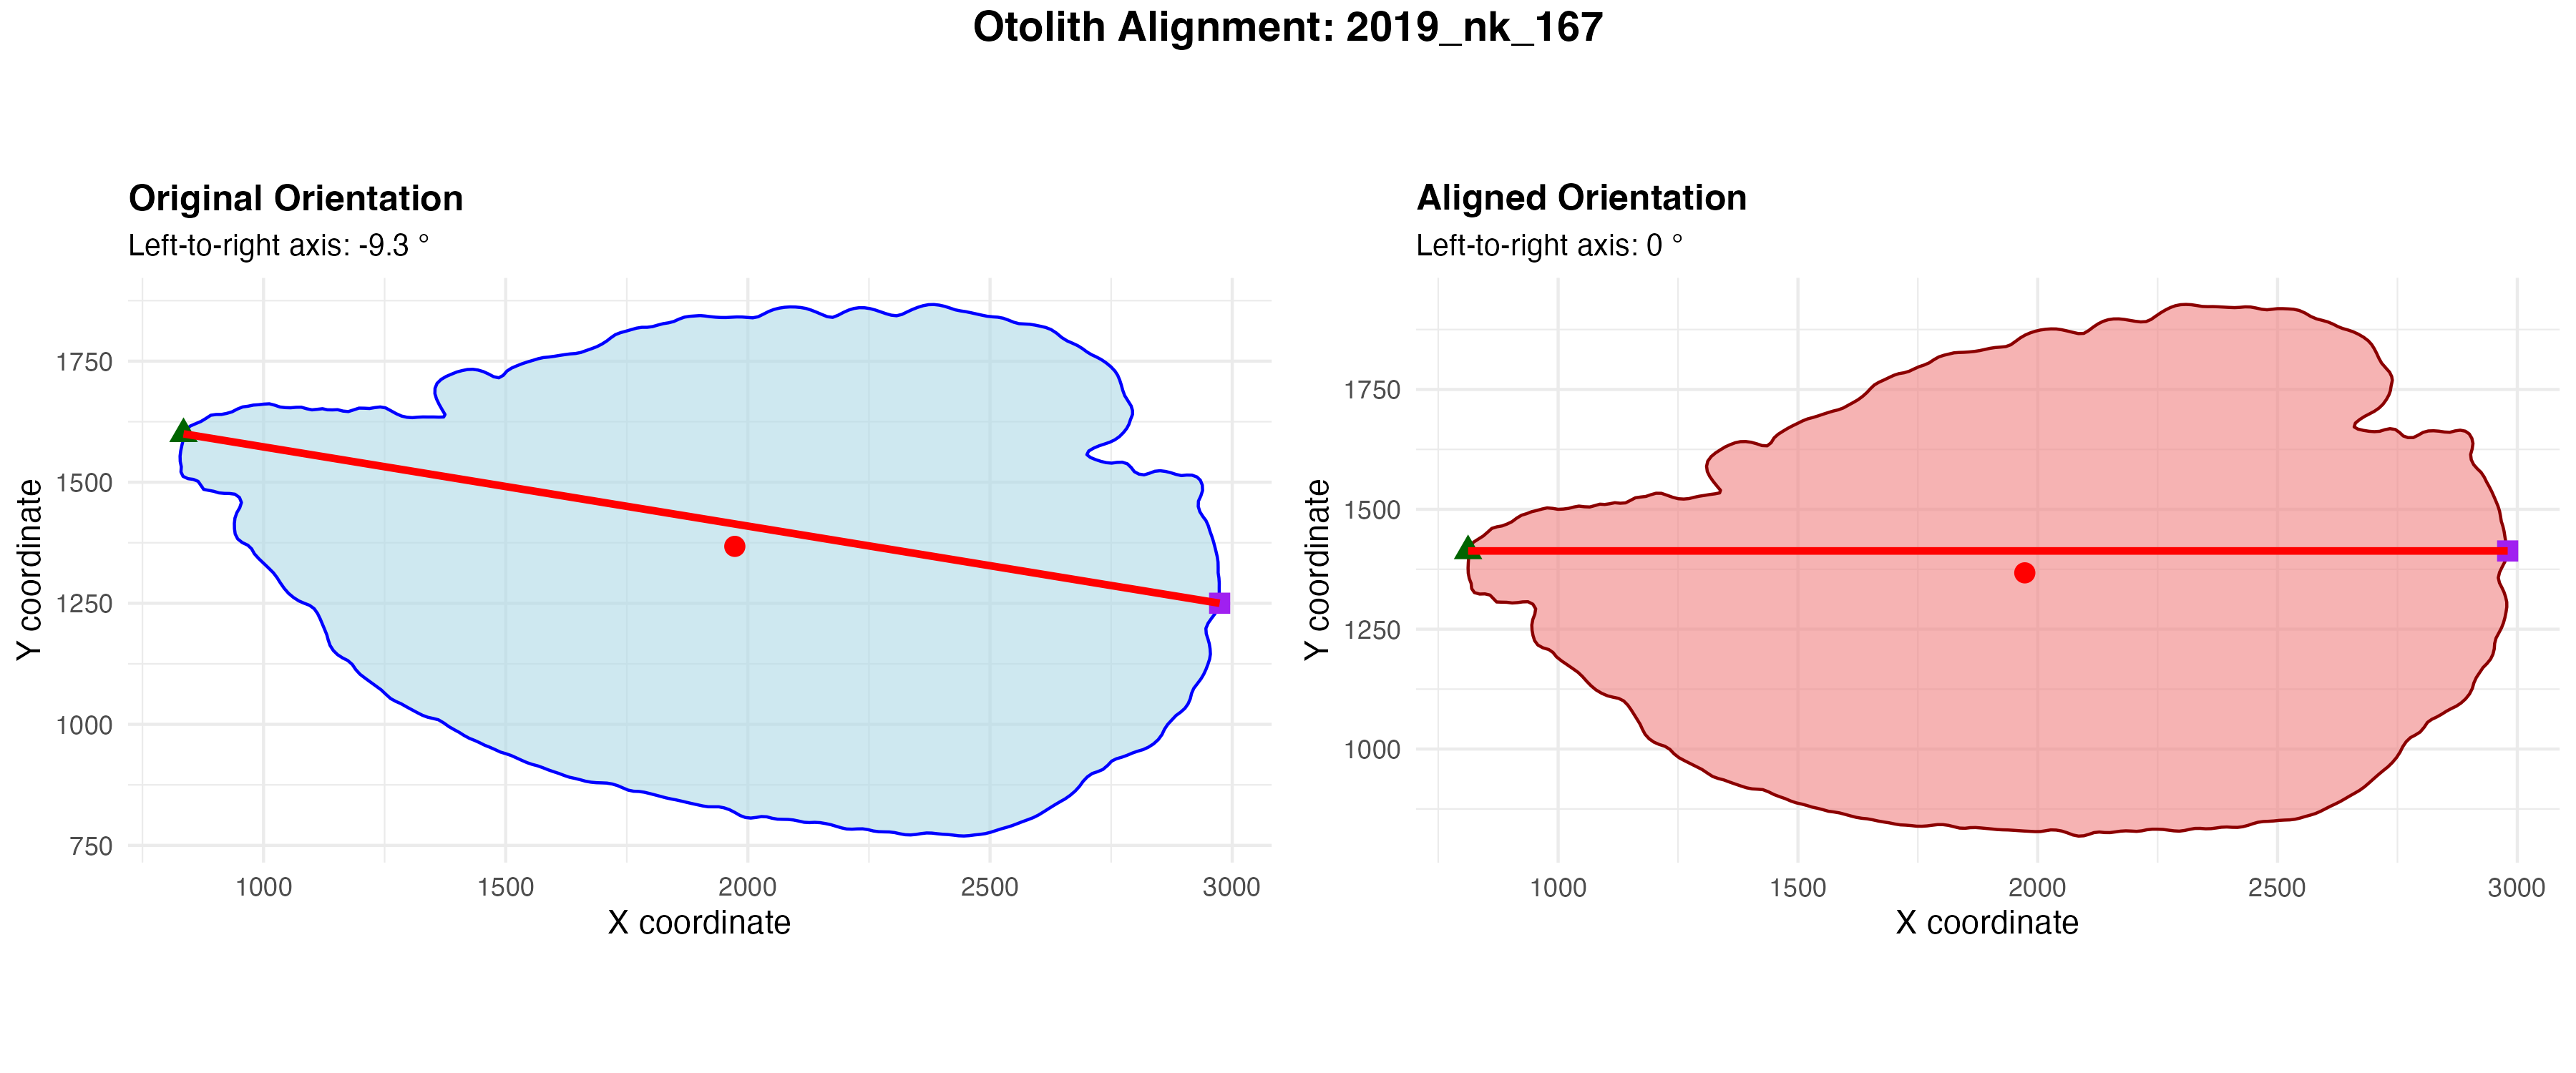 Otolith Alignment: 2019_nk_167
Original Orientation
Left-to-right axis: -9.3 °
Y coordinate
1750
1500
1250
1000
750
1000
1500
2000
2500
3000
X coordinate
Aligned Orientation
Left-to-right axis: 0 °
Y coordinate
1750
1500
1250
1000
1000
1500
2000
2500
3000
X coordinate